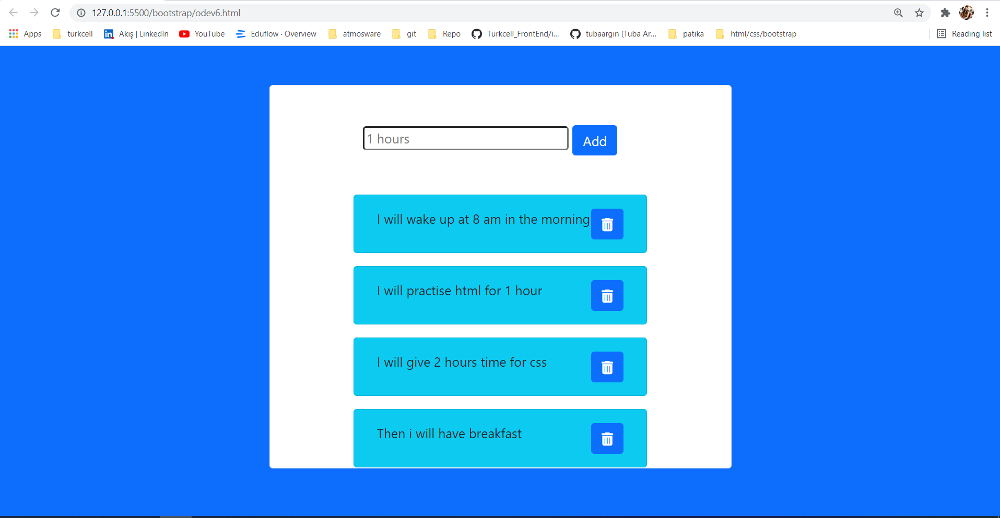 127.0.0.1:5500/bootstrap/odev6.html
Apps turkcell Akış | LinkedIn YouTube Eduflow · Overview atmosware git Repo Turkcell_FrontEnd/i... tubaargin (Tuba Ar... patika html/css/bootstrap Reading list
1 hours Add
I will wake up at 8 am in the morning
I will practise html for 1 hour
I will give 2 hours time for css
Then i will have breakfast